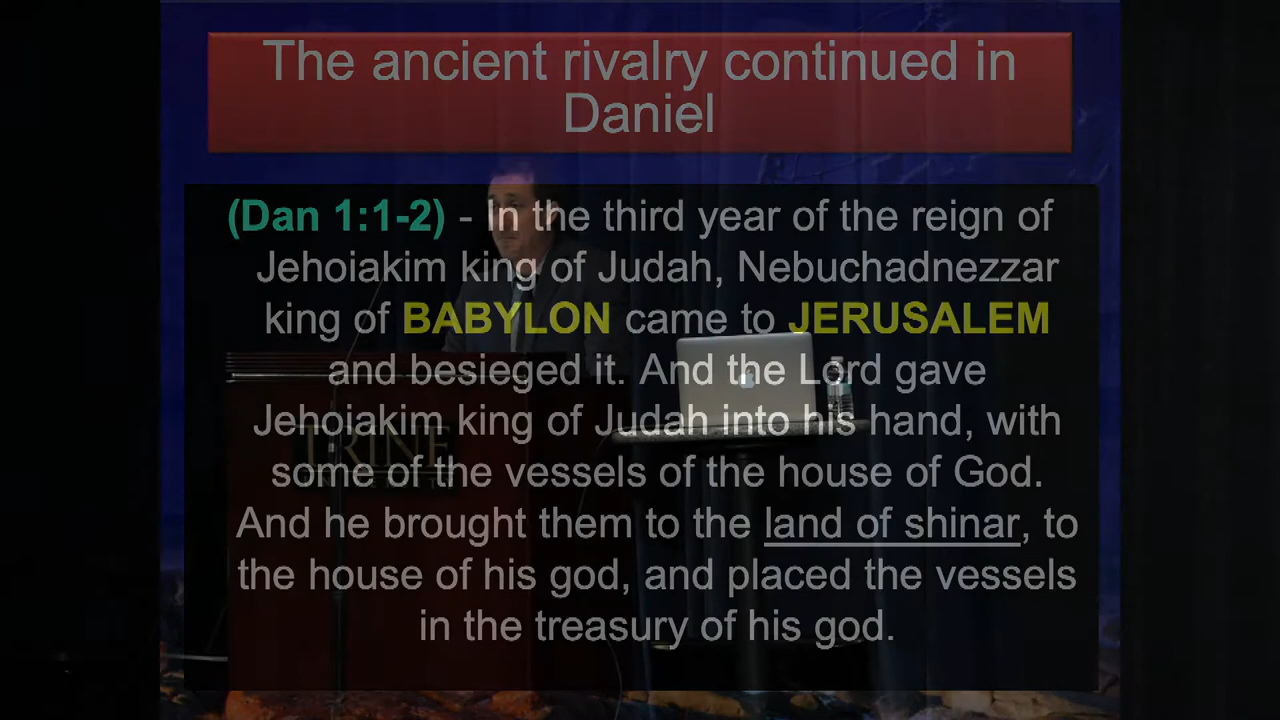 The ancient rivalry continued in
Daniel
(Dan 1:1-2) - In the third year of the reign of
Jehoiakim king of Judah, Nebuchadnezzar
king of BABYLON came to JERUSALEM
and besieged it. And the Lord gave
Jehoiakim king of Judah into his hand, with
some of the vessels of the house of God.
And he brought them to the land of shinar, to
the house of his god, and placed the vessels
in the treasury of his god.
TRINE